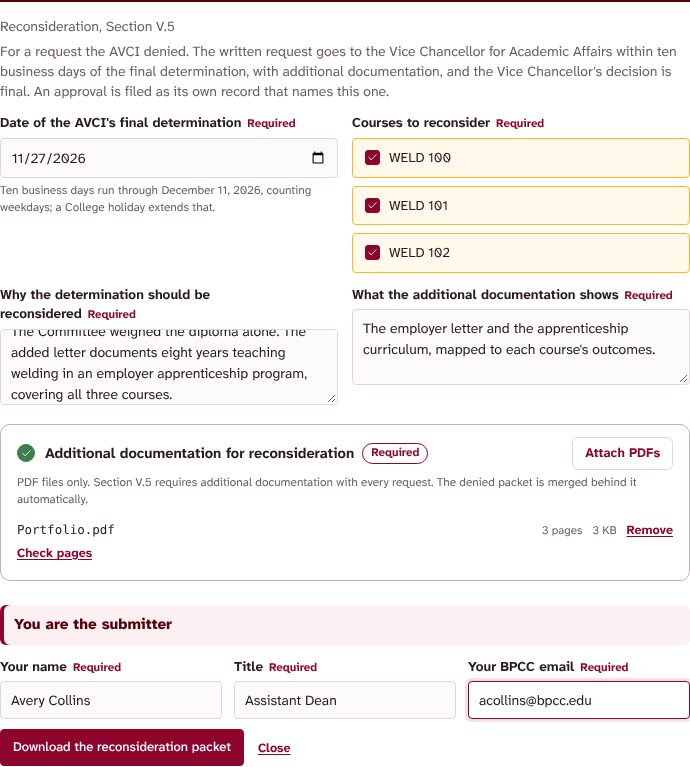 Reconsideration, Section V.5
For a request the AVCI denied. The written request goes to the Vice Chancellor for Academic Affairs within ten
business days of the final determination, with additional documentation, and the Vice Chancellor's decision is
final. An approval is filed as its own record that names this one.
Date of the AVCI's final determination Required
11/27/2026
Ten business days run through December 11, 2026, counting
weekdays; a College holiday extends that.
Courses to reconsider Required
WELD 100
WELD 101
WELD 102
Why the determination should be
reconsidered Required
The Committee weighed the diploma alone. The
added letter documents eight years teaching
welding in an employer apprenticeship program,
covering all three courses.
What the additional documentation shows Required
The employer letter and the apprenticeship
curriculum, mapped to each course's outcomes.
Additional documentation for reconsideration Required
Attach PDFs
PDF files only. Section V.5 requires additional documentation with every request. The denied packet is merged behind it
automatically.
Portfolio.pdf 3 pages 3 KB Remove
Check pages
You are the submitter
Your name Required
Avery Collins
Title Required
Assistant Dean
Your BPCC email Required
acollins@bpcc.edu
Download the reconsideration packet Close